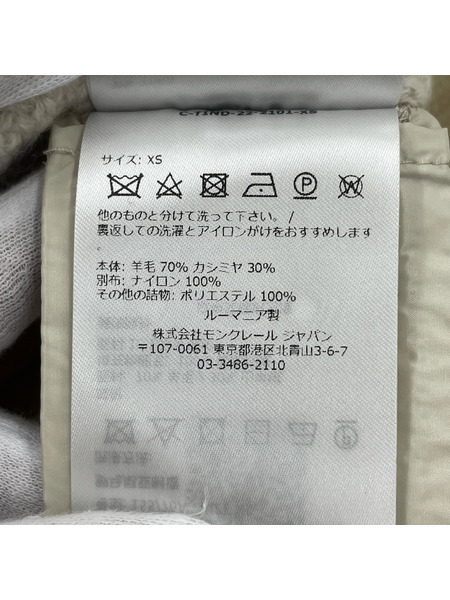 サイズ: XS
他のものと分けて洗って下さい。/
裏返しての洗濯とアイロンがけをおすすめします
.
本体: 羊毛 70% カシミヤ 30%
別布: ナイロン 100%
その他の詰物: ポリエステル 100%
ルーマニア製
株式会社モンクレール ジャパン
〒107-0061 東京都港区北青山3-6-7
03-3486-2110